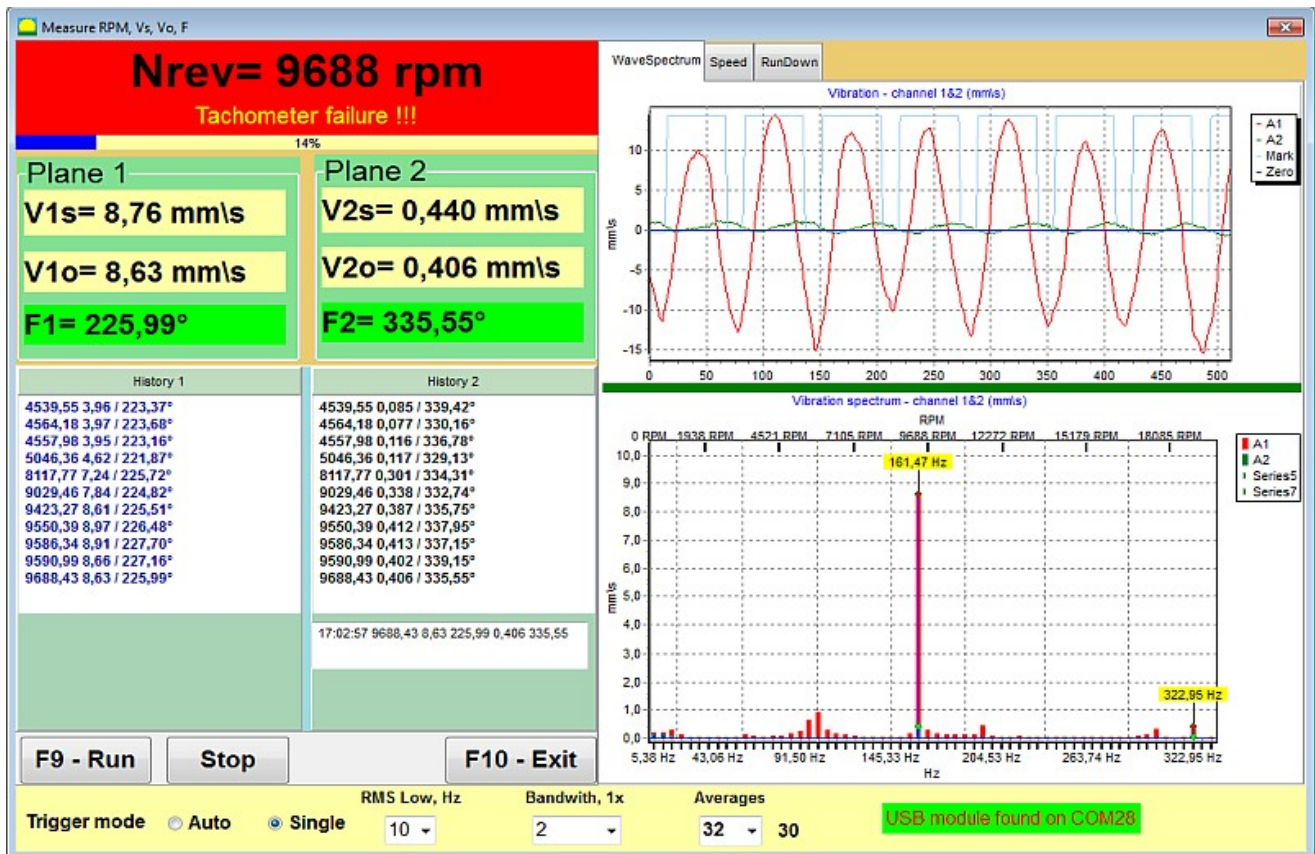 Measure RPM, Vs, Vo, F
Nrev= 9688 rpm
Tachometer failure !!!
14%
Plane 1
V1s= 8,76 mm\s
V1o= 8,63 mm\s
F1= 225,99°
Plane 2
V2s= 0,440 mm\s
V2o= 0,406 mm\s
F2= 335,55°
History 1
4539,55 3,96 / 223,37°
4564,18 3,97 / 223,68°
4557,98 3,95 / 223,16°
5046,36 4,62 / 221,87°
8117,77 7,24 / 225,72°
9029,46 7,84 / 224,82°
9423,27 8,61 / 225,51°
9550,39 8,97 / 226,48°
9586,34 8,91 / 227,70°
9590,99 8,66 / 227,16°
9688,43 8,63 / 225,99°
History 2
4539,55 0,085 / 339,42°
4564,18 0,077 / 330,16°
4557,98 0,116 / 336,78°
5046,36 0,117 / 329,13°
8117,77 0,301 / 334,31°
9029,46 0,338 / 332,74°
9423,27 0,387 / 335,75°
9550,39 0,412 / 337,95°
9586,34 0,413 / 337,15°
9590,99 0,402 / 339,15°
9688,43 0,406 / 335,55°
17:02:57 9688,43 8,63 225,99 0,406 335,55
F9 - Run
Stop
F10 - Exit
WaveSpectrum Speed RunDown
Vibration - channel 1&2 (mm\s)
mm\s
10
5
0
-5
-10
-15
0 50 100 150 200 250 300 350 400 450 500
A1
A2
Mark
Zero
Vibration spectrum - channel 1&2 (mm\s)
RPM
0 RPM 1938 RPM 4521 RPM 7105 RPM 9688 RPM 12272 RPM 15179 RPM 18085 RPM
161,47 Hz
322,95 Hz
mm\s
10,0
9,0
8,0
7,0
6,0
5,0
4,0
3,0
2,0
1,0
0,0
5,38 Hz 43,06 Hz 91,50 Hz 145,33 Hz 204,53 Hz 263,74 Hz 322,95 Hz
Hz
A1
A2
Series5
Series7
Trigger mode Auto Single
RMS Low, Hz
10
Bandwith, 1x
2
Averages
32 30
USB module found on COM28